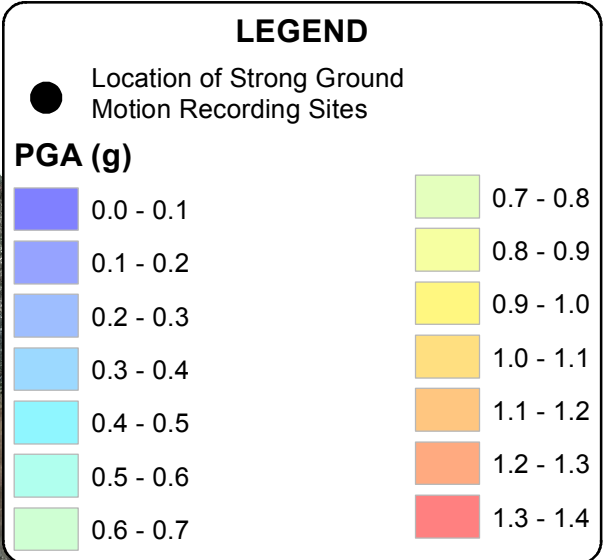 LEGEND
Location of Strong Ground
Motion Recording Sites
PGA (g)
0.0 - 0.1
0.1 - 0.2
0.2 - 0.3
0.3 - 0.4
0.4 - 0.5
0.5 - 0.6
0.6 - 0.7
0.7 - 0.8
0.8 - 0.9
0.9 - 1.0
1.0 - 1.1
1.1 - 1.2
1.2 - 1.3
1.3 - 1.4